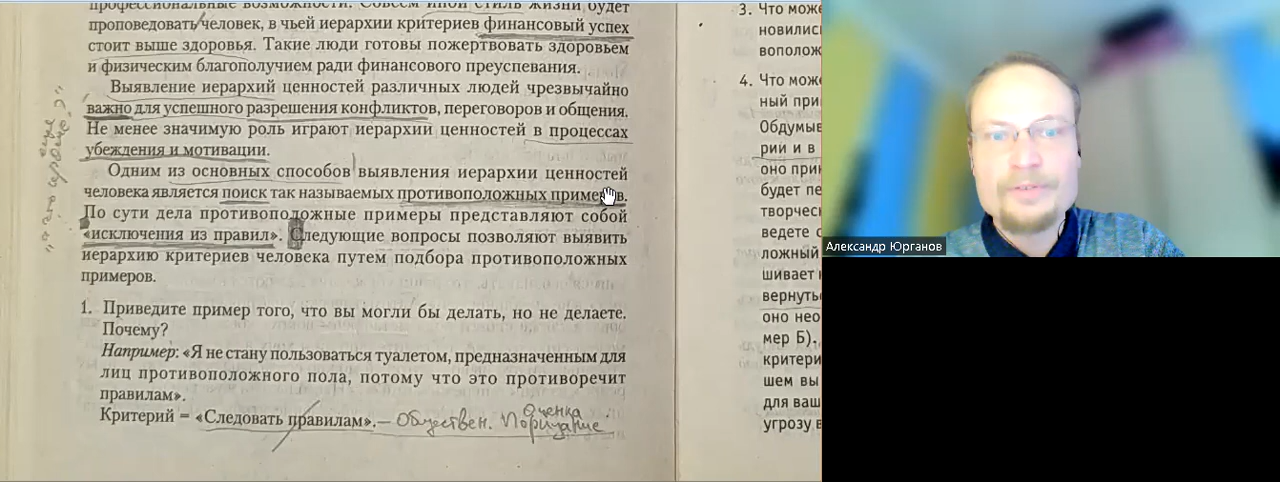 профессиональные возможности. Совсем иной стиль жизни будет
проповедовать человек, в чьей иерархии критериев финансовый успех
стоит выше здоровья. Такие люди готовы пожертвовать здоровьем
и физическим благополучием ради финансового преуспевания.
Выявление иерархий ценностей различных людей чрезвычайно
важно для успешного разрешения конфликтов, переговоров и общения.
Не менее значимую роль играют иерархии ценностей в процессах
убеждения и мотивации.
Одним из основных способов выявления иерархии ценностей
человека является поиск так называемых противоположных примеров.
По сути дела противоположные примеры представляют собой
«исключения из правил». Следующие вопросы позволяют выявить
иерархию критериев человека путем подбора противоположных
примеров.
1. Приведите пример того, что вы могли бы делать, но не делаете.
Почему?
Например: «Я не стану пользоваться туалетом, предназначенным для
лиц противоположного пола, потому что это противоречит
правилам».
Критерий = «Следовать правилам». — Обществен. Порицание
Оценка
3. Что може
новились
вополож
4. Что може
ный при
Обдумыв
рии и в
оно при
будет пе
творчес
ведете с
ложный
шивает
вернуть
оно нео
мер Б).
критери
шем вы
для ваш
угрозу в
Александр Юрганов